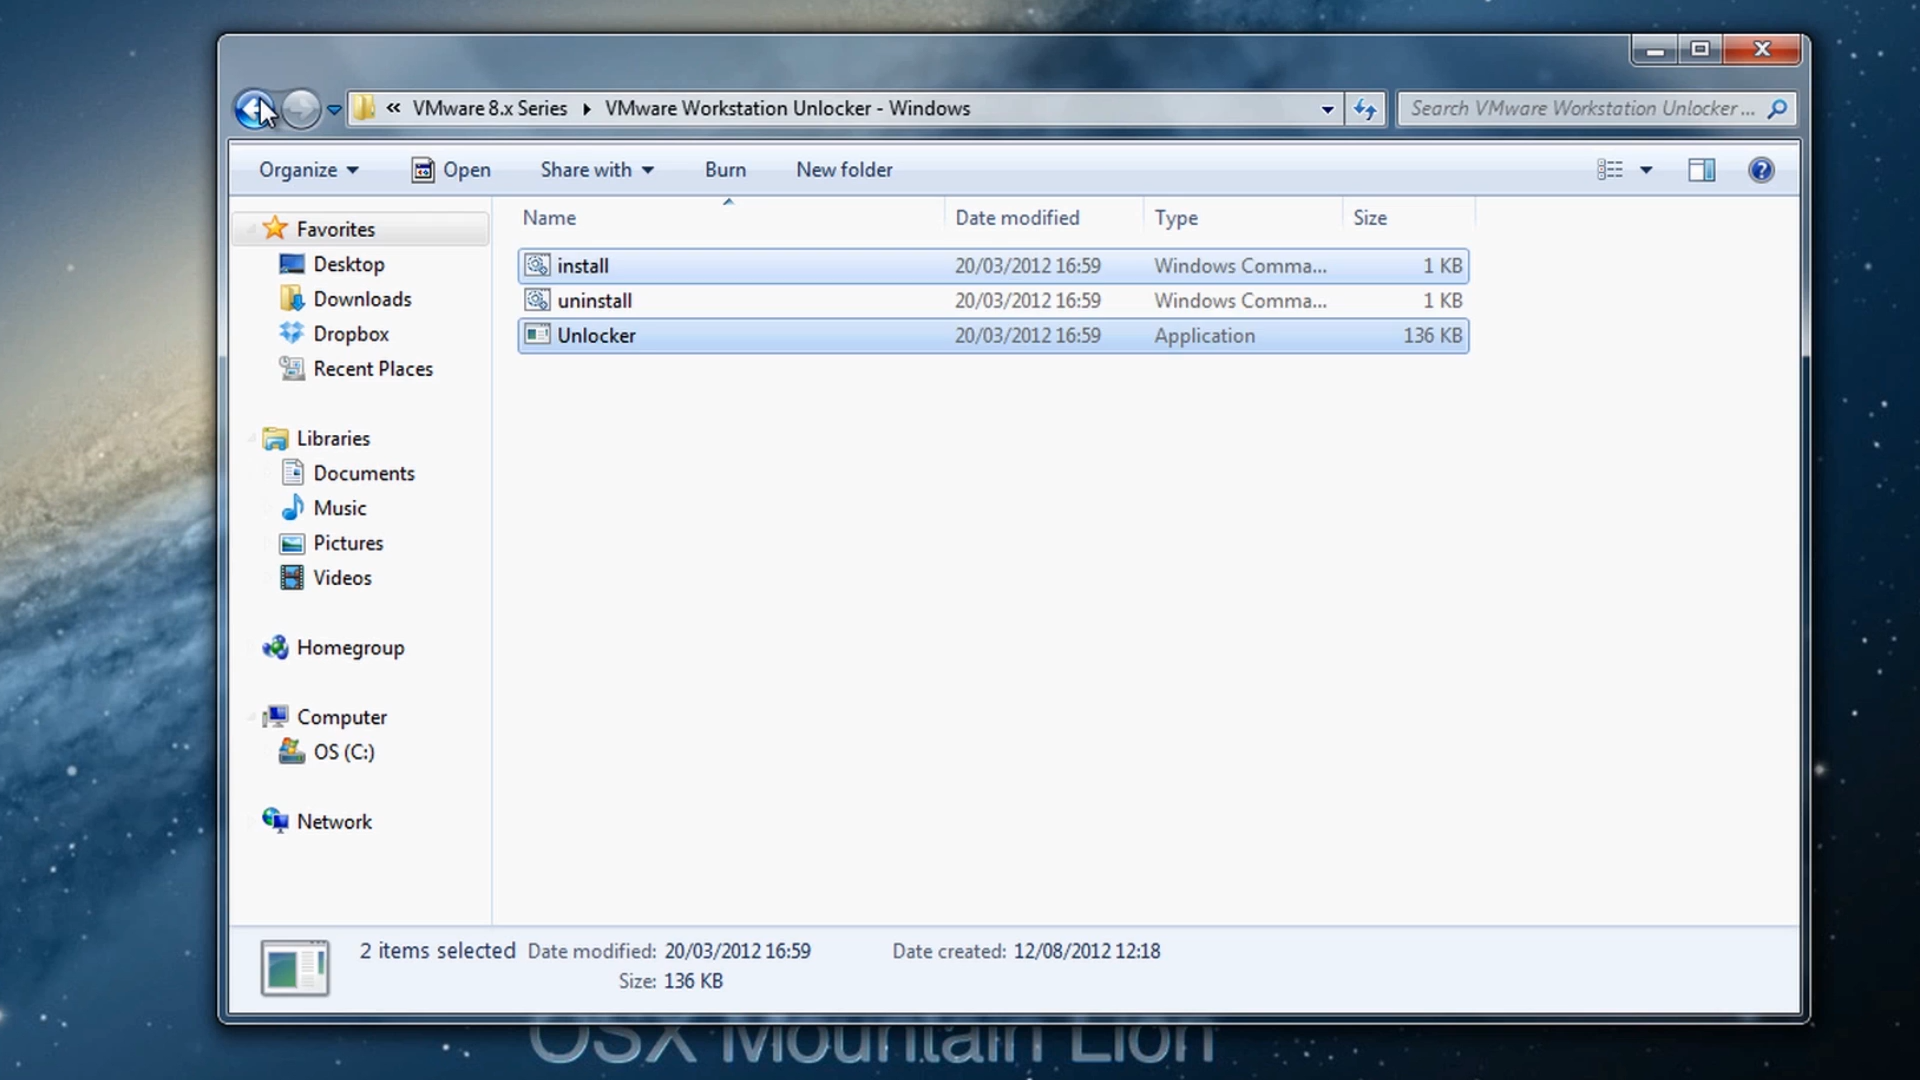 « VMware 8.x Series ▸ VMware Workstation Unlocker - Windows
Search VMware Workstation Unlocker ...
Organize Open Share with Burn New folder
Name Date modified Type Size
install 20/03/2012 16:59 Windows Comma... 1 KB
uninstall 20/03/2012 16:59 Windows Comma... 1 KB
Unlocker 20/03/2012 16:59 Application 136 KB
Favorites
Desktop
Downloads
Dropbox
Recent Places
Libraries
Documents
Music
Pictures
Videos
Homegroup
Computer
OS (C:)
Network
2 items selected Date modified: 20/03/2012 16:59 Date created: 12/08/2012 12:18
Size: 136 KB
OSX Mountain Lion